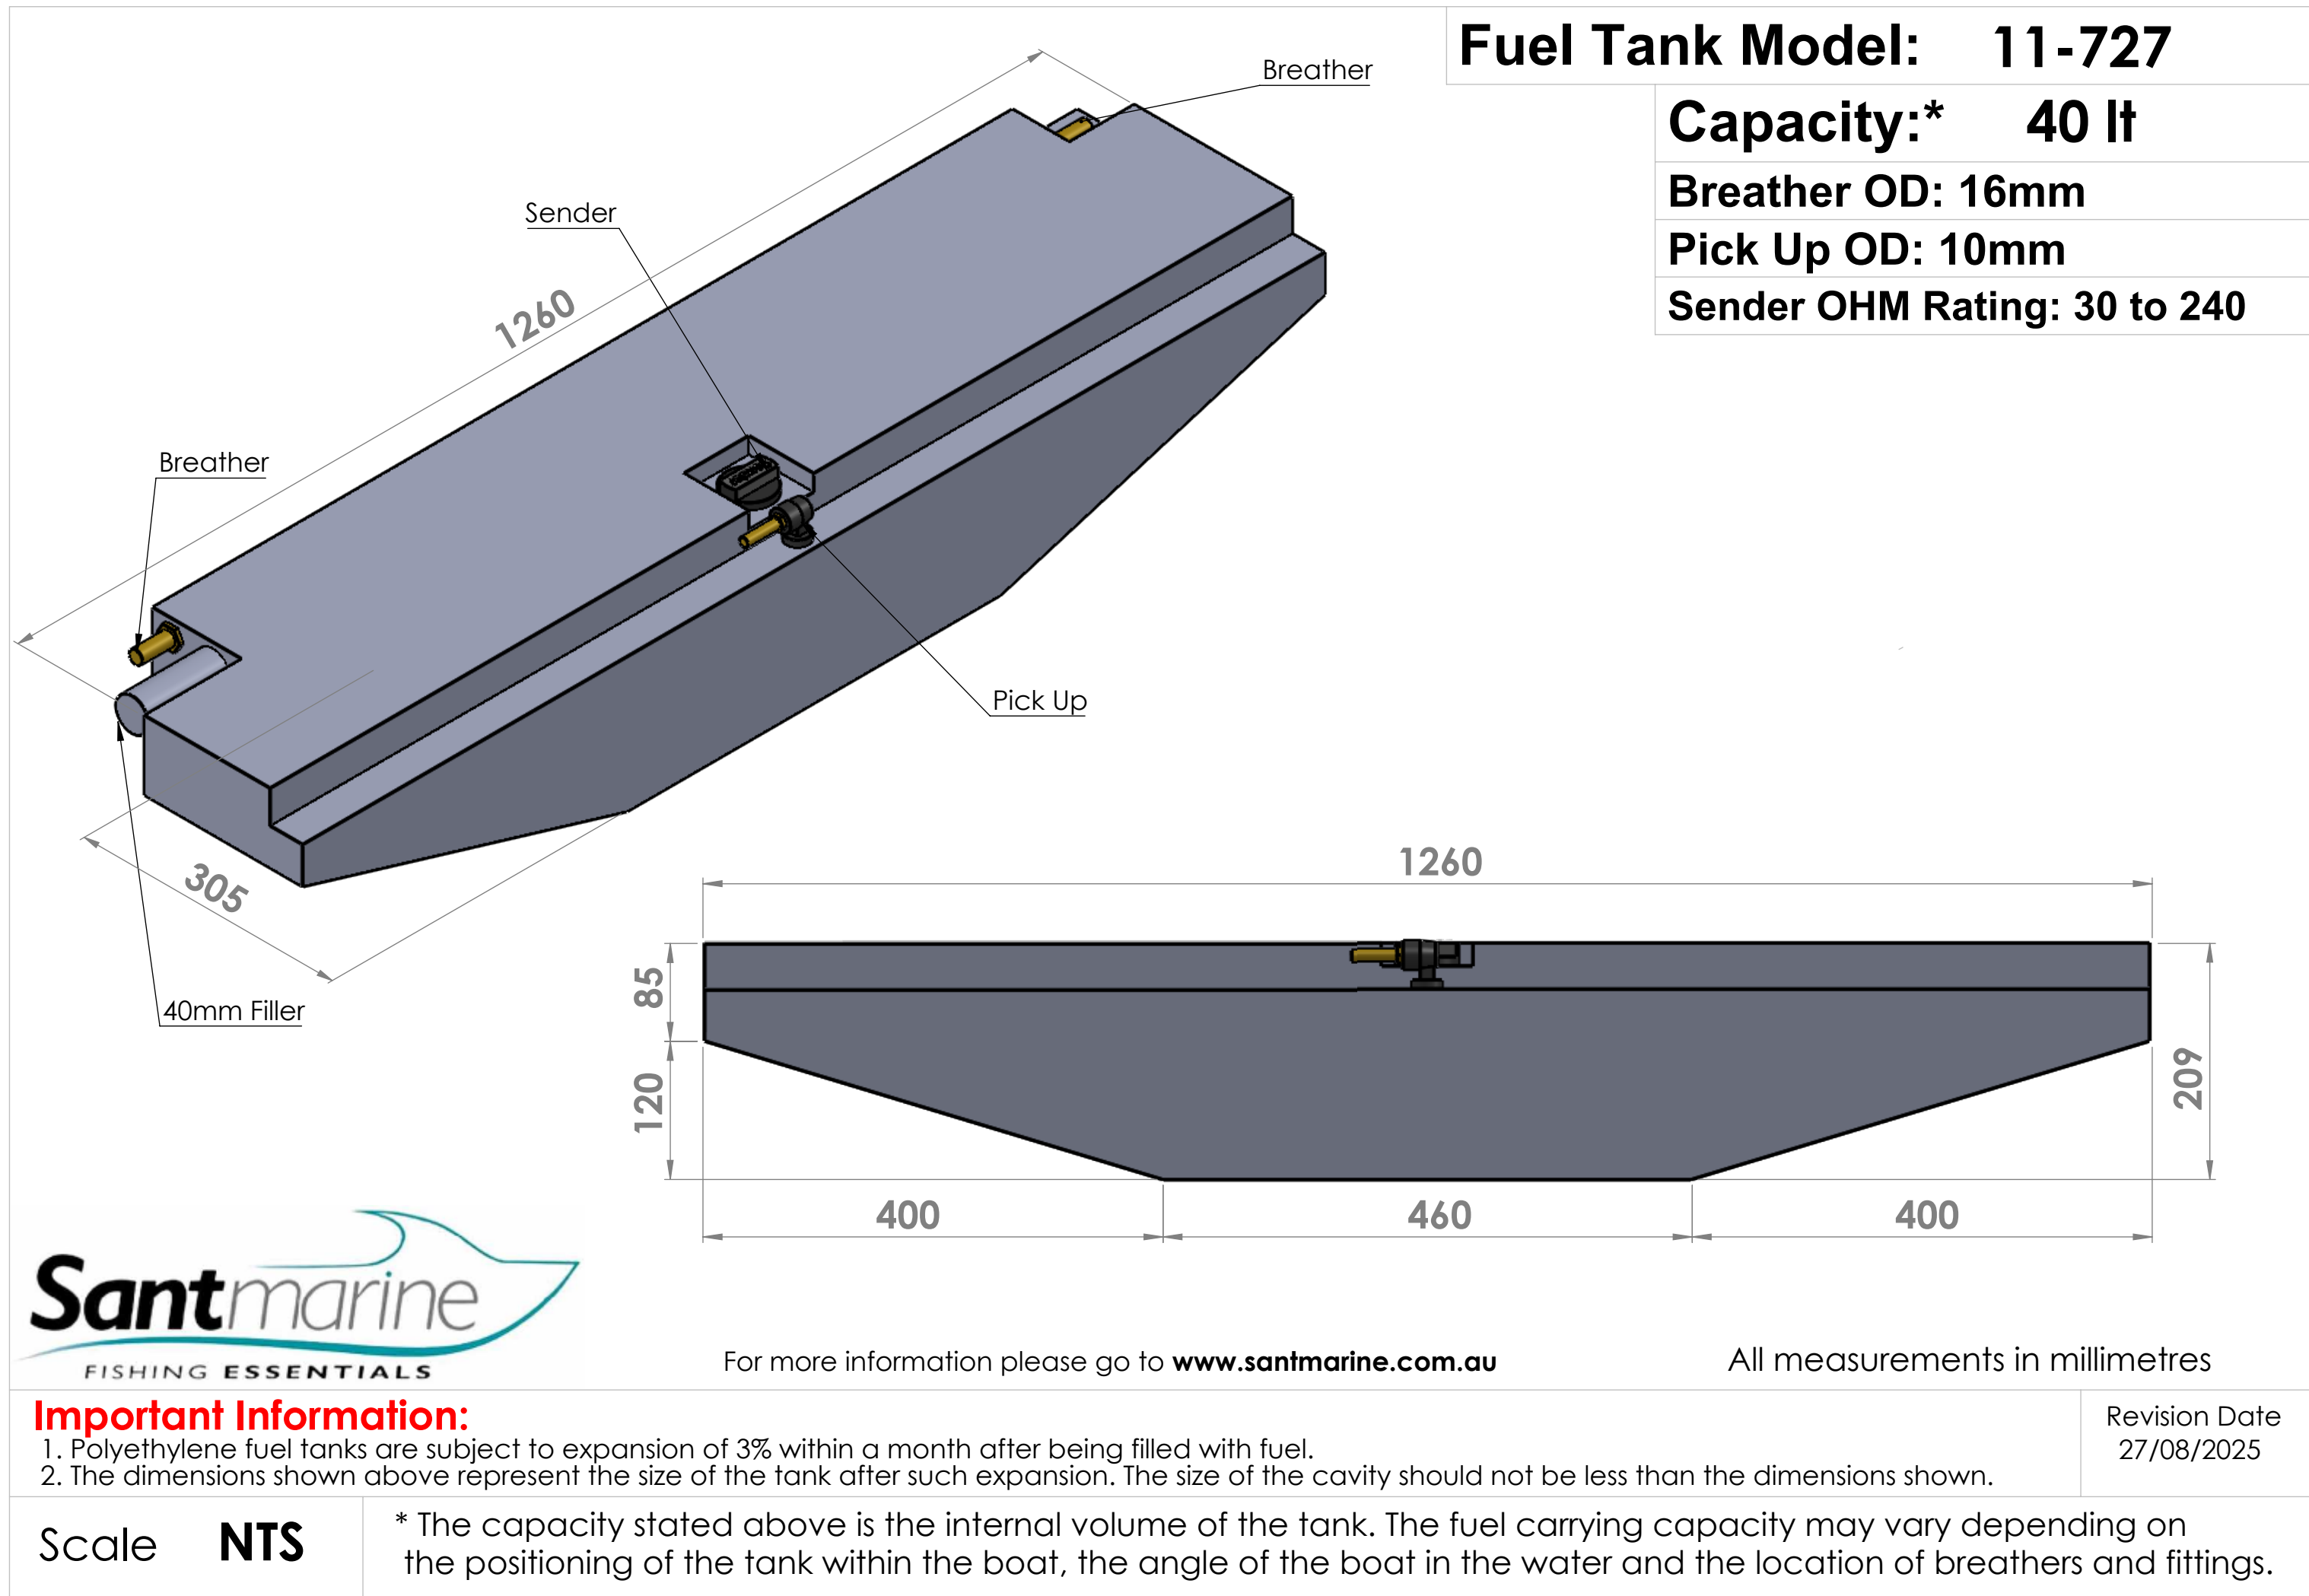 Fuel Tank Model: 11-727
Capacity:* 40 lt
Breather OD: 16mm
Pick Up OD: 10mm
Sender OHM Rating: 30 to 240
Breather
Sender
1260
Breather
Pick Up
305
40mm Filler
1260
85
120
209
400
460
400
Santmarine
FISHING ESSENTIALS
For more information please go to www.santmarine.com.au
All measurements in millimetres
Important Information:
1. Polyethylene fuel tanks are subject to expansion of 3% within a month after being filled with fuel.
2. The dimensions shown above represent the size of the tank after such expansion. The size of the cavity should not be less than the dimensions shown.
Revision Date
27/08/2025
Scale NTS
* The capacity stated above is the internal volume of the tank. The fuel carrying capacity may vary depending on
the positioning of the tank within the boat, the angle of the boat in the water and the location of breathers and fittings.